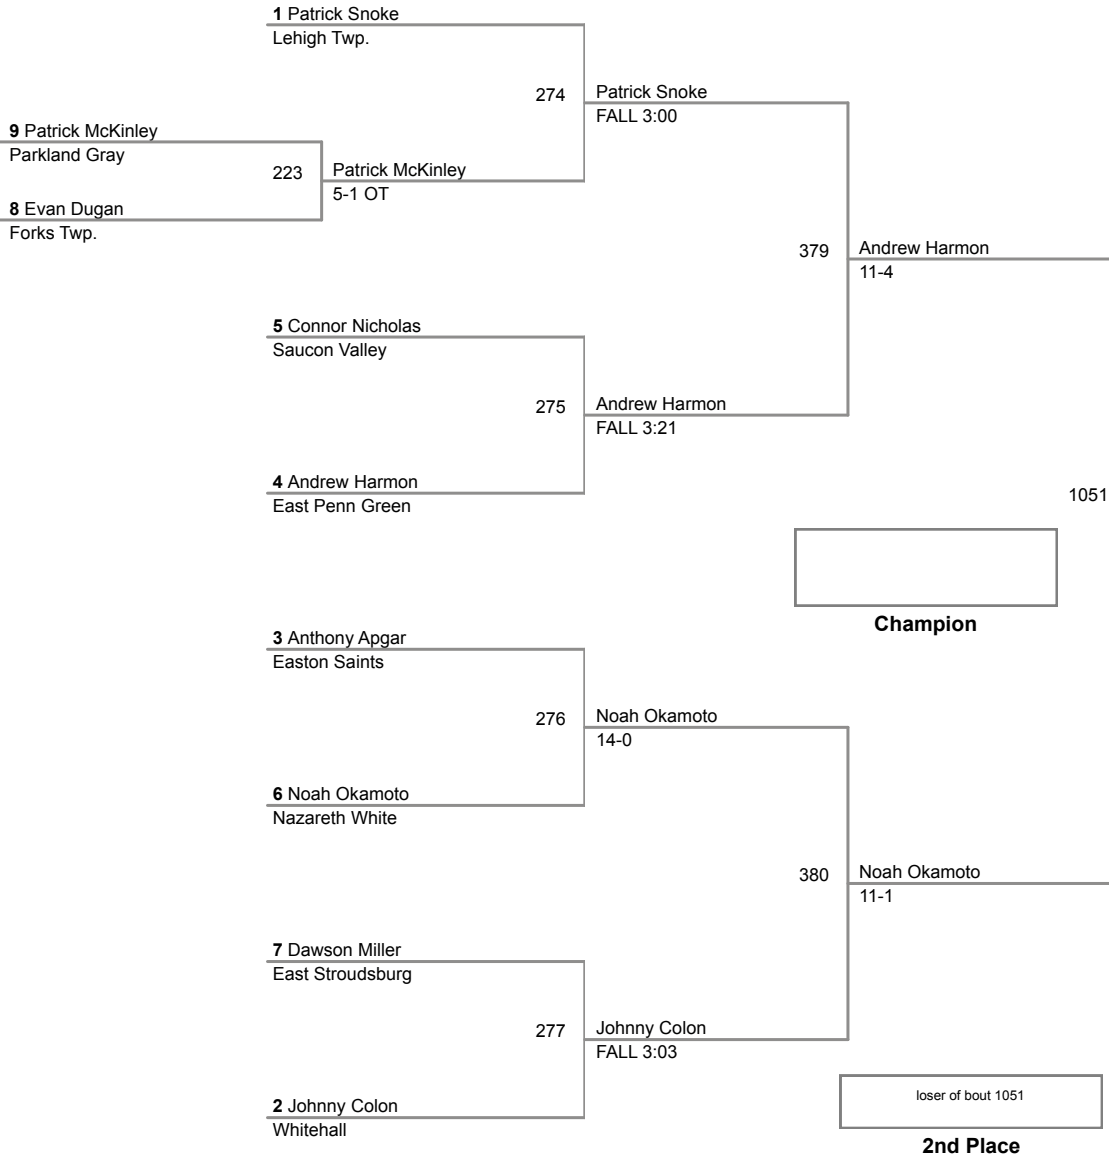 1 Patrick Snoke
Lehigh Twp.
274
Patrick Snoke
FALL 3:00
9 Patrick McKinley
Parkland Gray
223
Patrick McKinley
5-1 OT
8 Evan Dugan
Forks Twp.
379
Andrew Harmon
11-4
5 Connor Nicholas
Saucon Valley
275
Andrew Harmon
FALL 3:21
4 Andrew Harmon
East Penn Green
1051
Champion
3 Anthony Apgar
Easton Saints
276
Noah Okamoto
14-0
6 Noah Okamoto
Nazareth White
380
Noah Okamoto
11-1
7 Dawson Miller
East Stroudsburg
277
Johnny Colon
FALL 3:03
2 Johnny Colon
Whitehall
loser of bout 1051
2nd Place